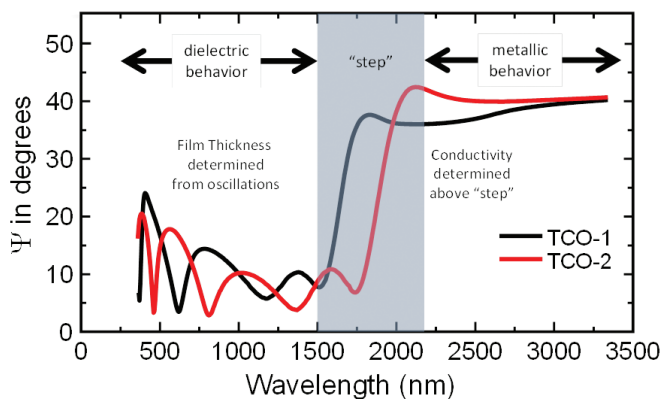 50
40
30
20
10
0
Ψ in degrees
dielectric
behavior
“step”
metallic
behavior
Film Thickness
determined
from oscillations
Conductivity
determined
above “step”
TCO-1
TCO-2
0 500 1000 1500 2000 2500 3000 3500
Wavelength (nm)